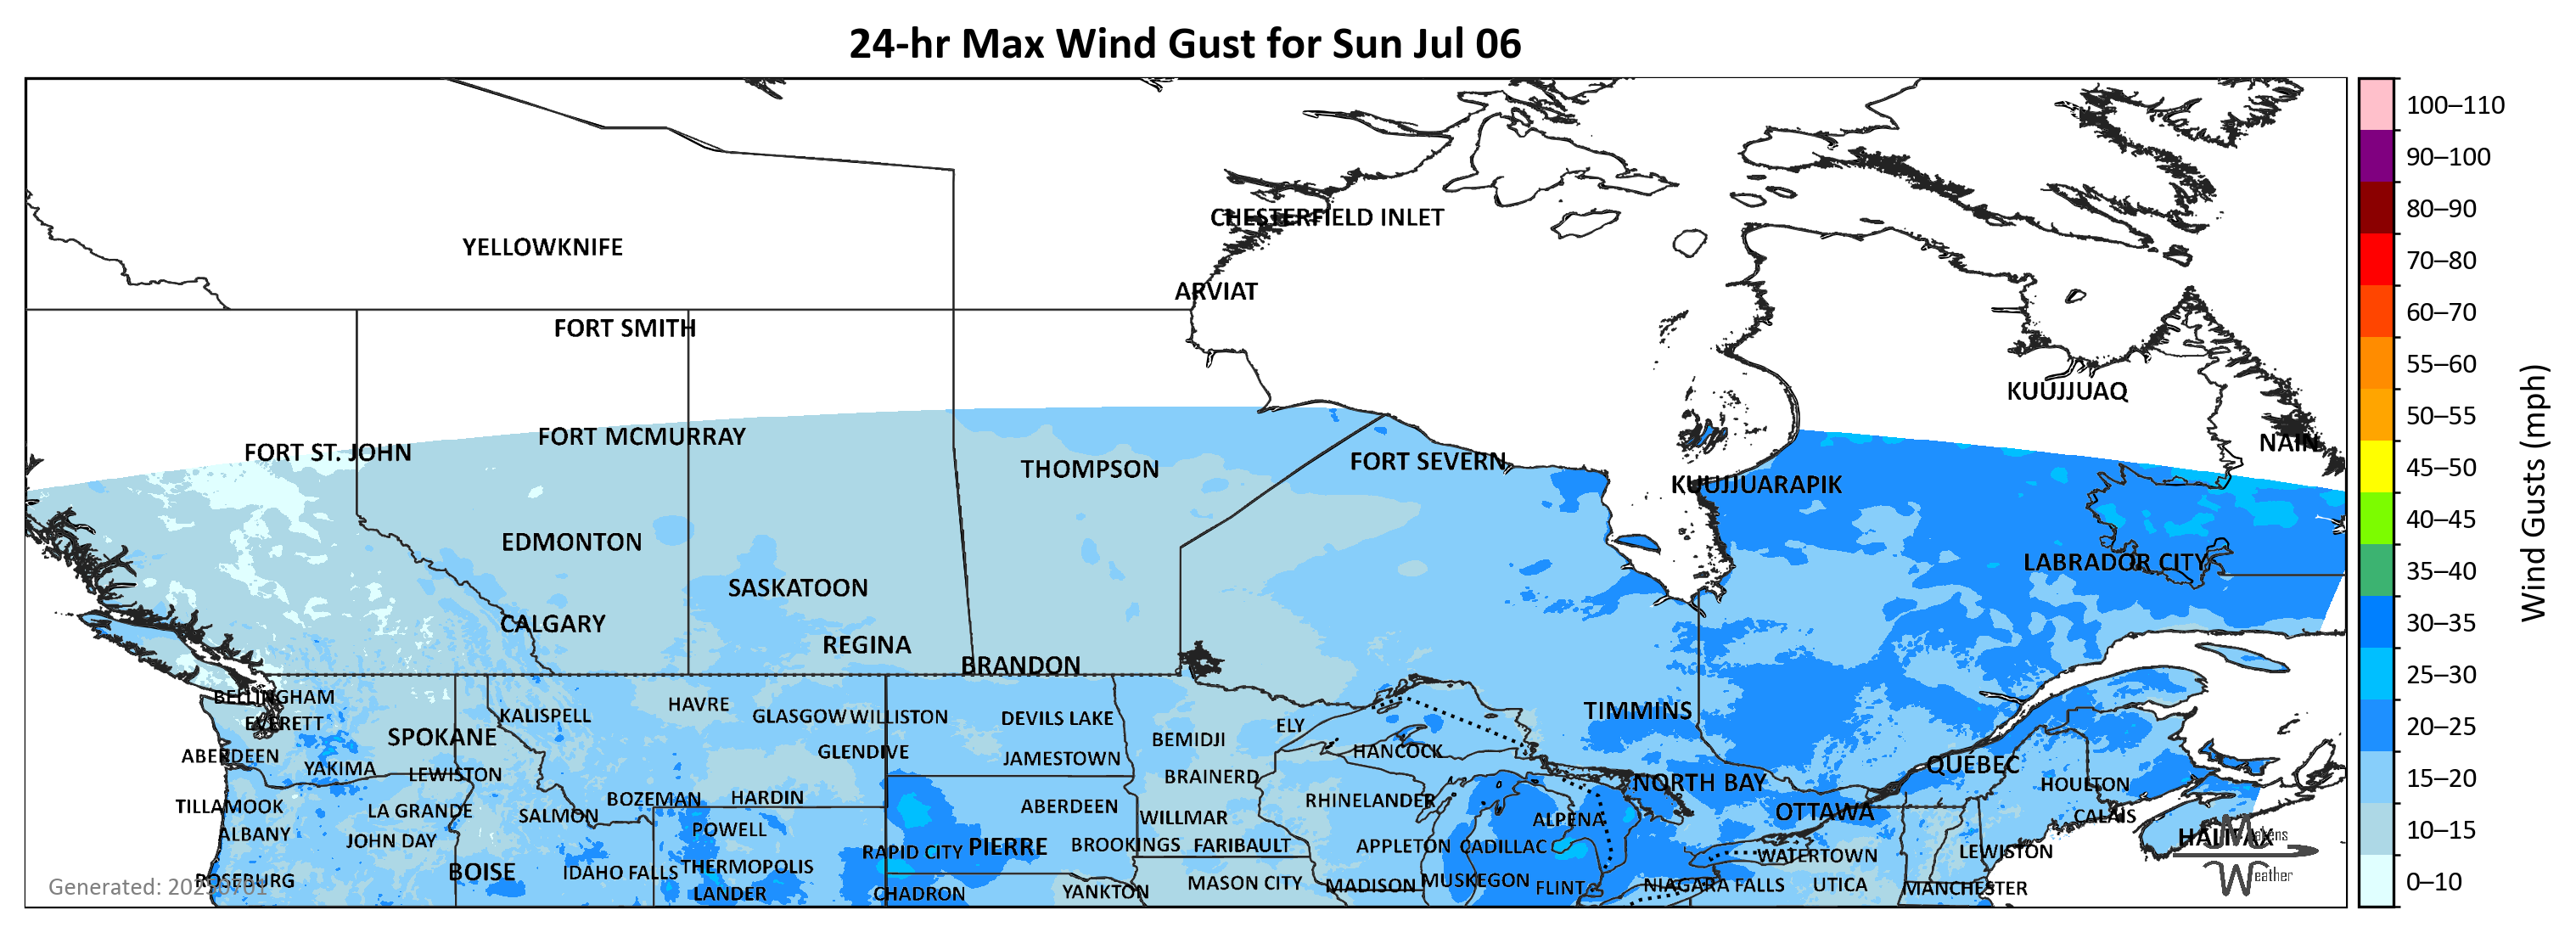 24-hr Max Wind Gust for Sun Jul 06
100–110
90–100
CHESTERFIELD INLET
80–90
YELLOWKNIFE
70–80
ARVIAT
60–70
FORT SMITH
55–60
KUUJJUAQ
50–55
FORT MCMURRAY
NAIN
FORT ST. JOHN
THOMPSON
FORT SEVERN
45–50
KUUJJUARAPIK
40–45
EDMONTON
LABRADOR CITY
35–40
SASKATOON
CALGARY
30–35
REGINA
BRANDON
25–30
Wind Gusts (mph)
BELLINGHAM
HAVRE
KALISPELL
GLASGOW
WILLISTON
DEVILS LAKE
TIMMINS
EVERETT
ELY
20–25
SPOKANE
BEMIDJI
ABERDEEN
GLENDIVE
JAMESTOWN
HANCOCK
QUÉBEC
YAKIMA
LEWISTON
BRAINERD
NORTH BAY
HOULTON
15–20
TILLAMOOK
LA GRANDE
SALMON
BOZEMAN
HARDIN
ABERDEEN
WILLMAR
RHINELANDER
ALPENA
OTTAWA
CALAIS
ALBANY
JOHN DAY
POWELL
10–15
HALIFAX
Makens
Weather
RAPID CITY
PIERRE
BROOKINGS
FARIBAULT
APPLETON
CADILLAC
WATERTOWN
LEWISTON
BOISE
IDAHO FALLS
THERMOPOLIS
ROSEBURG
LANDER
CHADRON
YANKTON
MASON CITY
MADISON
MUSKEGON
FLINT
NIAGARA FALLS
UTICA
MANCHESTER
0–10
Generated: 20250701